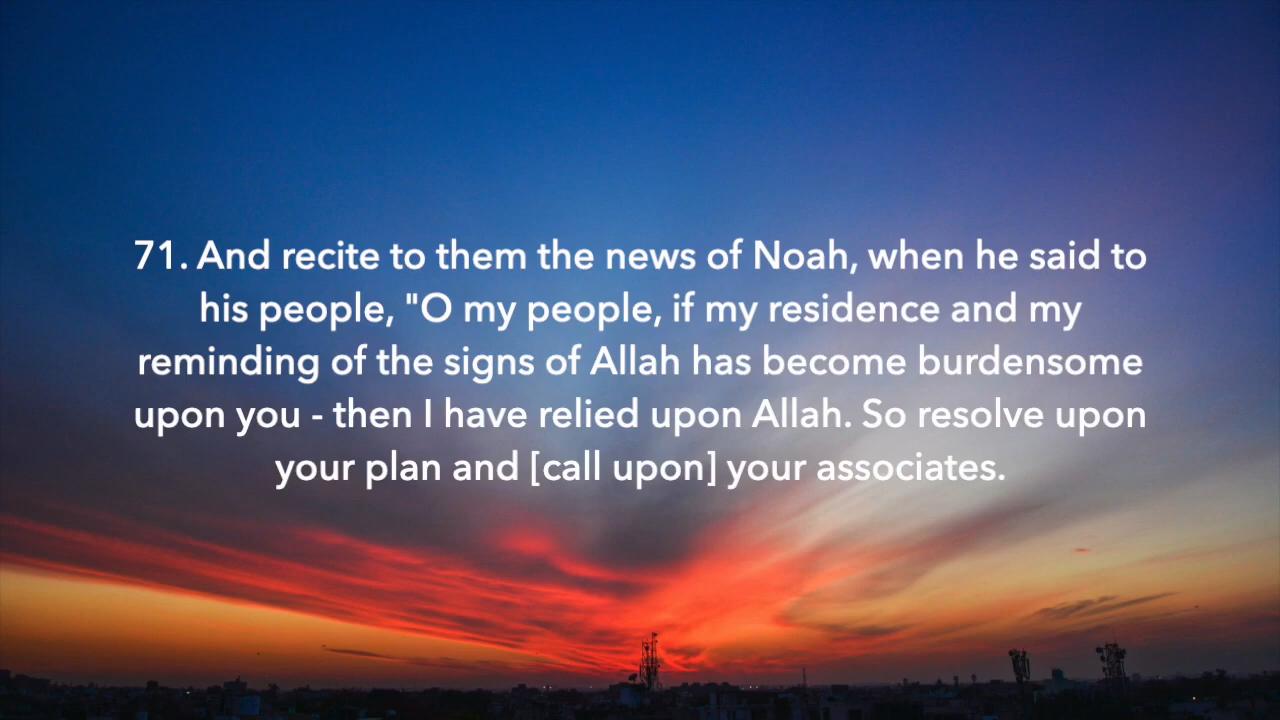 71. And recite to them the news of Noah, when he said to
his people, "O my people, if my residence and my
reminding of the signs of Allah has become burdensome
upon you - then I have relied upon Allah. So resolve upon
your plan and [call upon] your associates.